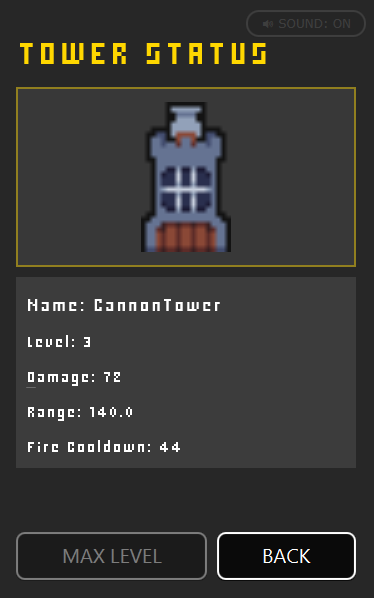 SOUND: ON
TOWER STATUS
Name: CannonTower
Level: 3
Damage: 72
Range: 140.0
Fire Cooldown: 44
MAX LEVEL
BACK